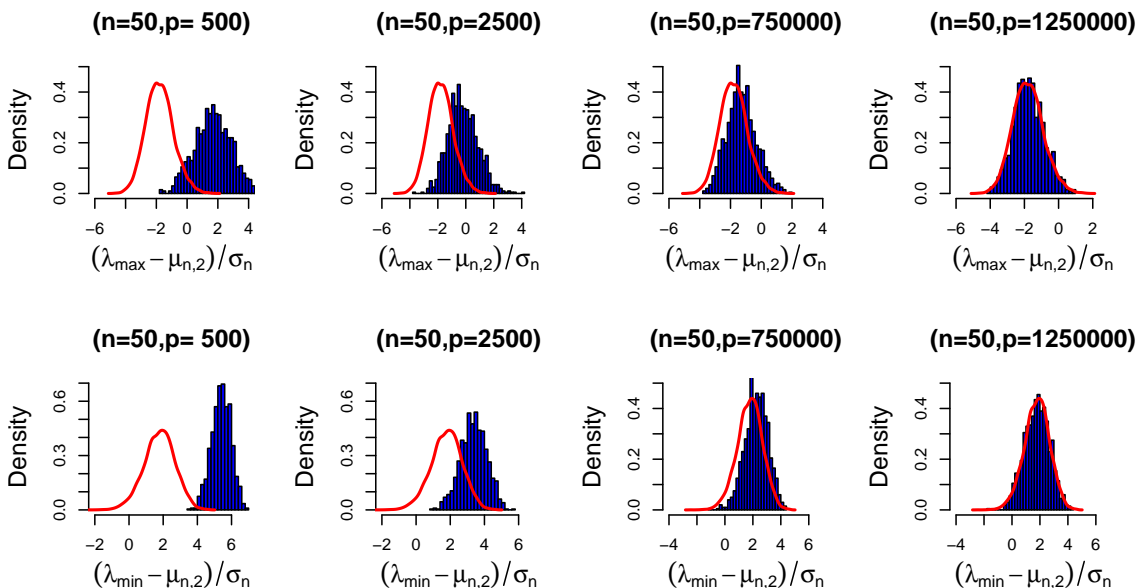 (n=50,p= 500) (n=50,p=2500) (n=50,p=750000) (n=50,p=1250000)
Density Density Density Density
0.0 0.2 0.4 0.0 0.2 0.4 0.0 0.2 0.4 0.0 0.2 0.4
−6 −2 0 2 4 −6 −2 0 2 4 −6 −2 0 2 4 −6 −4 −2 0 2
(λmax − μn,2)/σn (λmax − μn,2)/σn (λmax − μn,2)/σn (λmax − μn,2)/σn
(n=50,p= 500) (n=50,p=2500) (n=50,p=750000) (n=50,p=1250000)
Density Density Density Density
0.0 0.3 0.6 0.0 0.3 0.6 0.0 0.2 0.4 0.0 0.2 0.4
−2 0 2 4 6 −2 0 2 4 6 −4 0 2 4 6 −4 0 2 4 6
(λmin − μn,2)/σn (λmin − μn,2)/σn (λmin − μn,2)/σn (λmin − μn,2)/σn